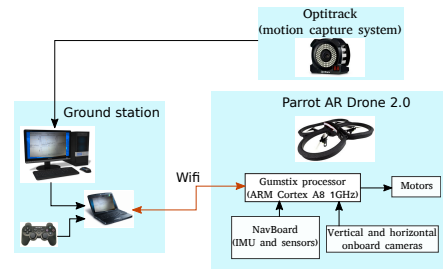 Optitrack
(motion capture system)
Ground station
Parrot AR Drone 2.0
Wifi
Gumstix processor
(ARM Cortex A8 1GHz)
Motors
NavBoard
(IMU and sensors)
Vertical and horizontal
onboard cameras